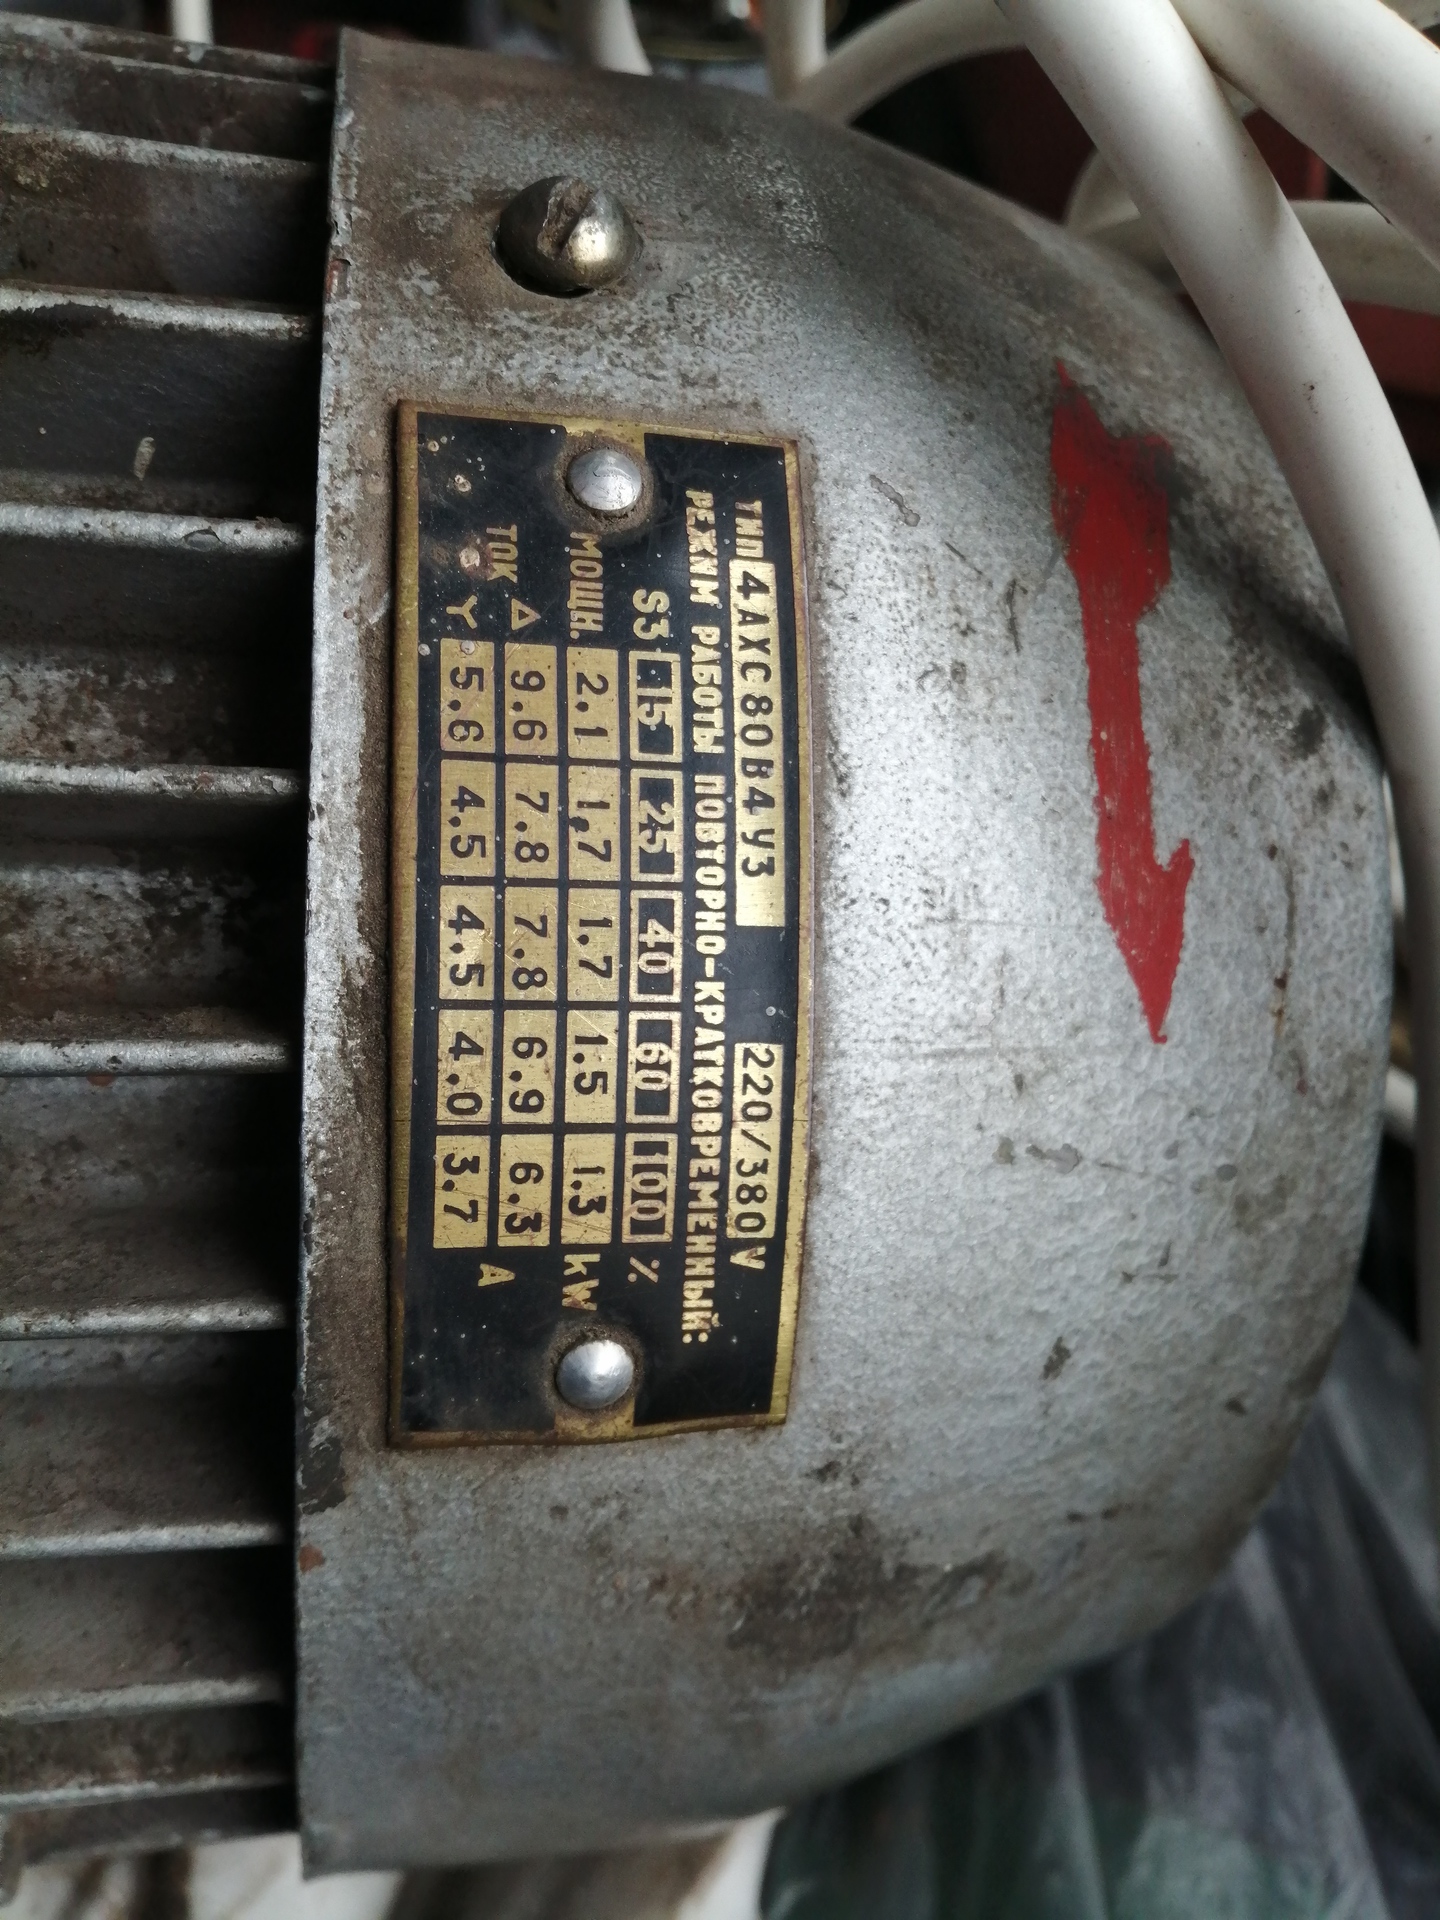 ТИП 4АХС80В4У3 220/380 V
РЕЖИМ РАБОТЫ ПОВТОРНО-КРАТКОВРЕМЕННЫЙ:
S3 15 25 40 60 100 %
МОЩН. 2.1 1.7 1.7 1.5 1.3 kW
ТОК Δ 9.6 7.8 7.8 6.9 6.3 A
Y 5.6 4.5 4.5 4.0 3.7